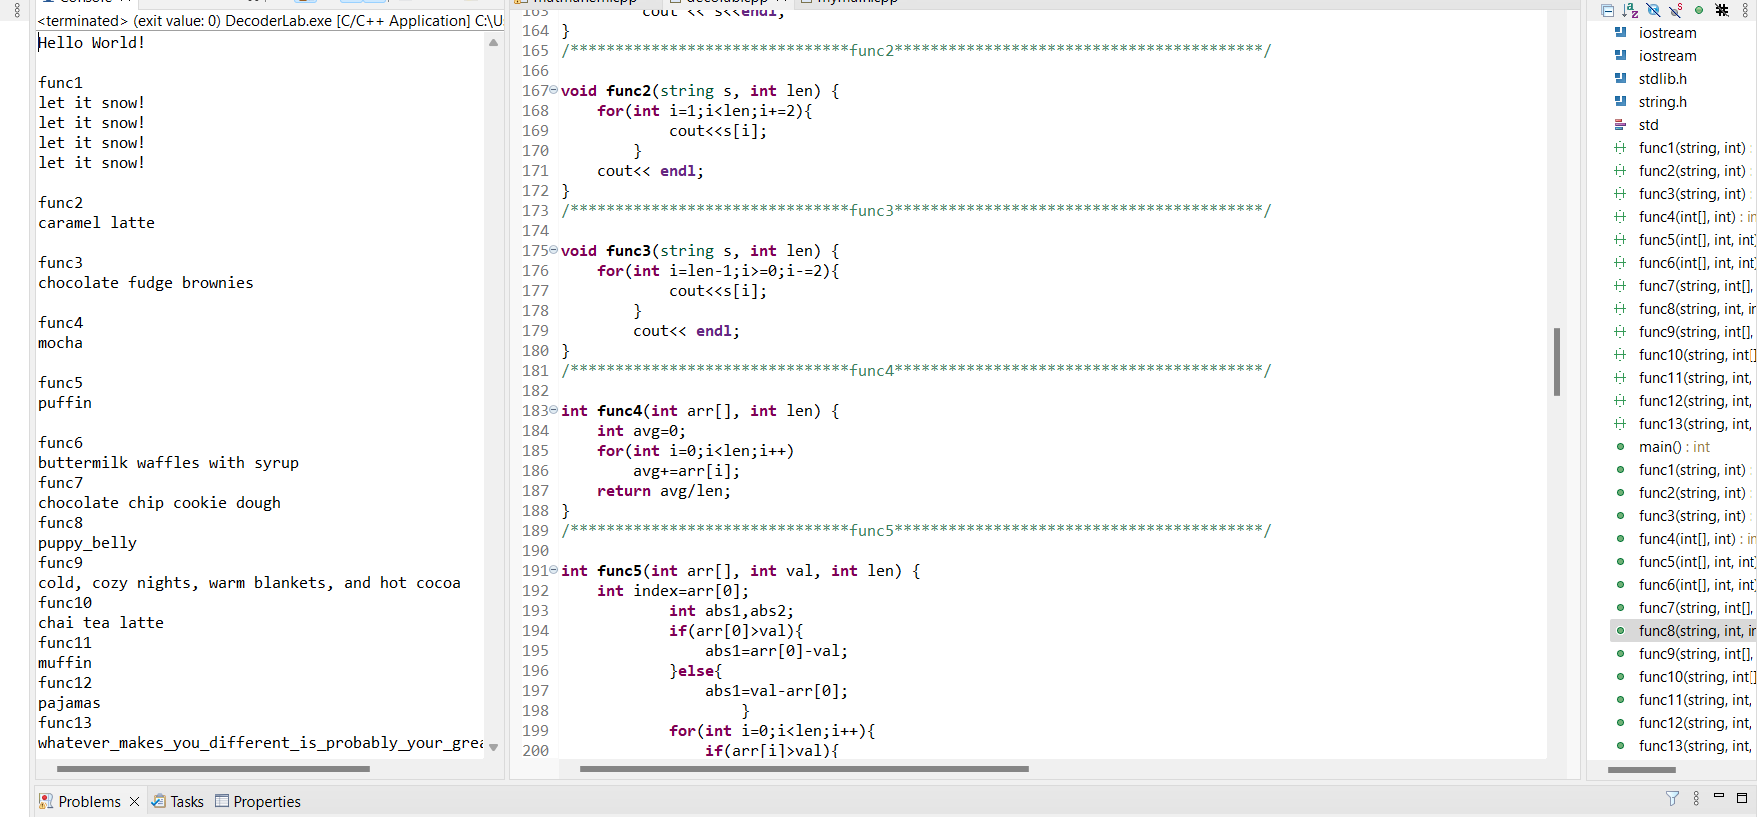 Console
<terminated> (exit value: 0) DecoderLab.exe [C/C++ Application] C:\U
Hello World!
func1
let it snow!
let it snow!
let it snow!
let it snow!
func2
caramel latte
func3
chocolate fudge brownies
func4
mocha
func5
puffin
func6
buttermilk waffles with syrup
func7
chocolate chip cookie dough
func8
puppy_belly
func9
cold, cozy nights, warm blankets, and hot cocoa
func10
chai tea latte
func11
muffin
func12
pajamas
func13
whatever_makes_you_different_is_probably_your_grea
163 cout << s<<endl;
164 }
165 /*******************************func2*****************************************/
166
167 void func2(string s, int len) {
168 for(int i=1;i<len;i+=2){
169 cout<<s[i];
170 }
171 cout<< endl;
172 }
173 /*******************************func3*****************************************/
174
175 void func3(string s, int len) {
176 for(int i=len-1;i>=0;i-=2){
177 cout<<s[i];
178 }
179 cout<< endl;
180 }
181 /*******************************func4*****************************************/
182
183 int func4(int arr[], int len) {
184 int avg=0;
185 for(int i=0;i<len;i++)
186 avg+=arr[i];
187 return avg/len;
188 }
189 /*******************************func5*****************************************/
190
191 int func5(int arr[], int val, int len) {
192 int index=arr[0];
193 int abs1,abs2;
194 if(arr[0]>val){
195 abs1=arr[0]-val;
196 }else{
197 abs1=val-arr[0];
198 }
199 for(int i=0;i<len;i++){
200 if(arr[i]>val){
iostream
iostream
stdlib.h
string.h
std
func1(string, int) :
func2(string, int) :
func3(string, int) :
func4(int[], int) : in
func5(int[], int, int)
func6(int[], int, int)
func7(string, int[],
func8(string, int, in
func9(string, int[],
func10(string, int[]
func11(string, int,
func12(string, int,
func13(string, int,
main() : int
func1(string, int) :
func2(string, int) :
func3(string, int) :
func4(int[], int) : in
func5(int[], int, int)
func6(int[], int, int)
func7(string, int[],
func8(string, int, in
func9(string, int[],
func10(string, int[]
func11(string, int,
func12(string, int,
func13(string, int,
Problems Tasks Properties